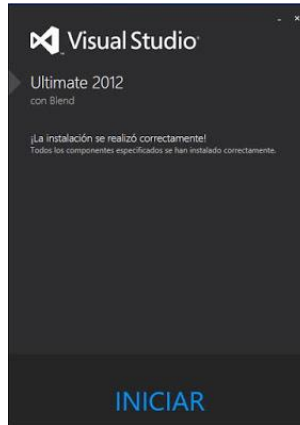 Visual Studio
Ultimate 2012
con Blend
¡La instalación se realizó correctamente!
Todos los componentes especificados se han instalado correctamente.
INICIAR